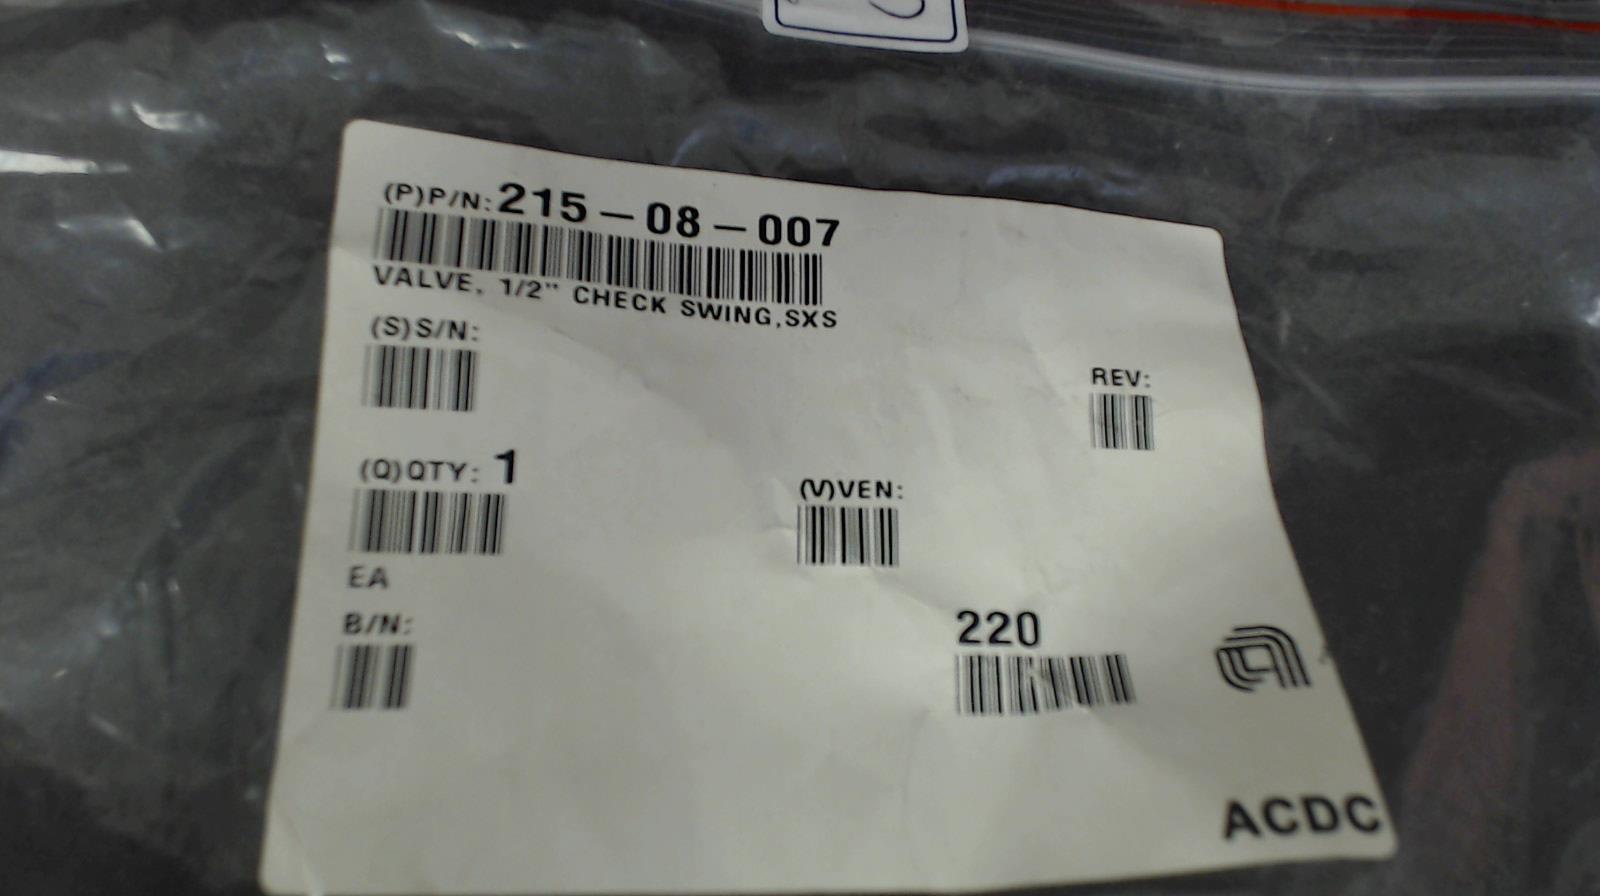 (P)P/N: 215-08-007
VALVE, 1/2" CHECK SWING,SXS
(S)S/N:
REV:
(Q)QTY: 1
(V)VEN:
EA
B/N:
220
ACDC